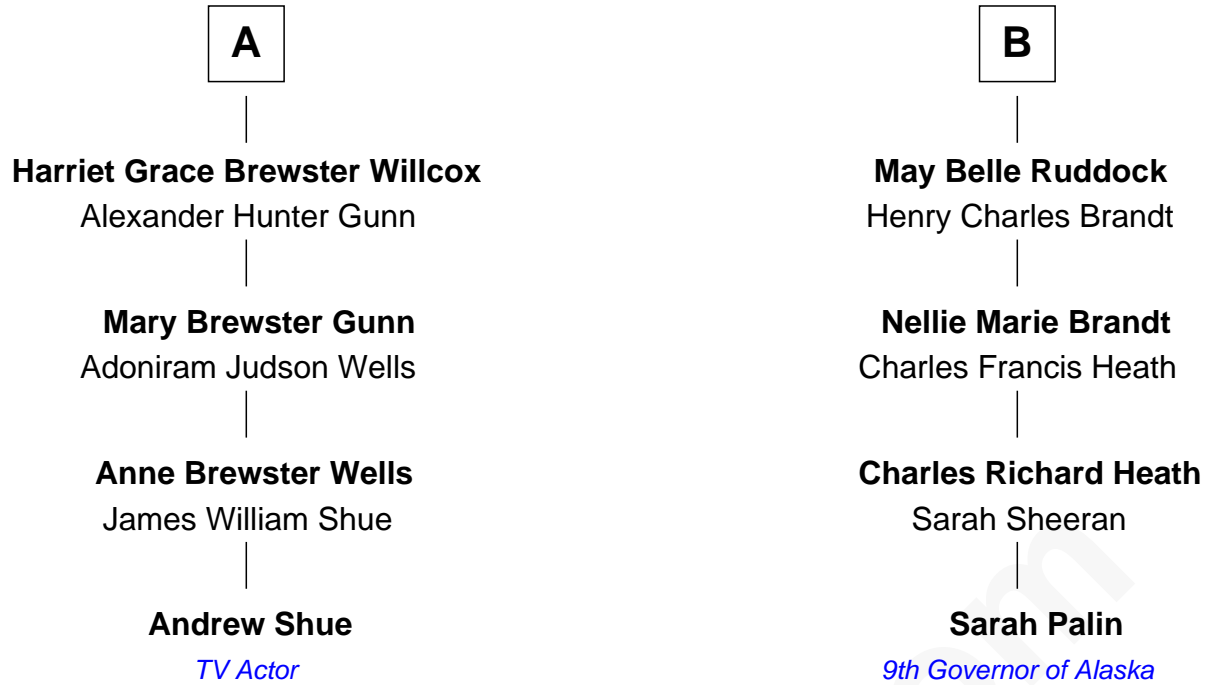 A
Harriet Grace Brewster Willcox
Alexander Hunter Gunn
Mary Brewster Gunn
Adoniram Judson Wells
Anne Brewster Wells
James William Shue
Andrew Shue
TV Actor
B
May Belle Ruddock
Henry Charles Brandt
Nellie Marie Brandt
Charles Francis Heath
Charles Richard Heath
Sarah Sheeran
Sarah Palin
9th Governor of Alaska